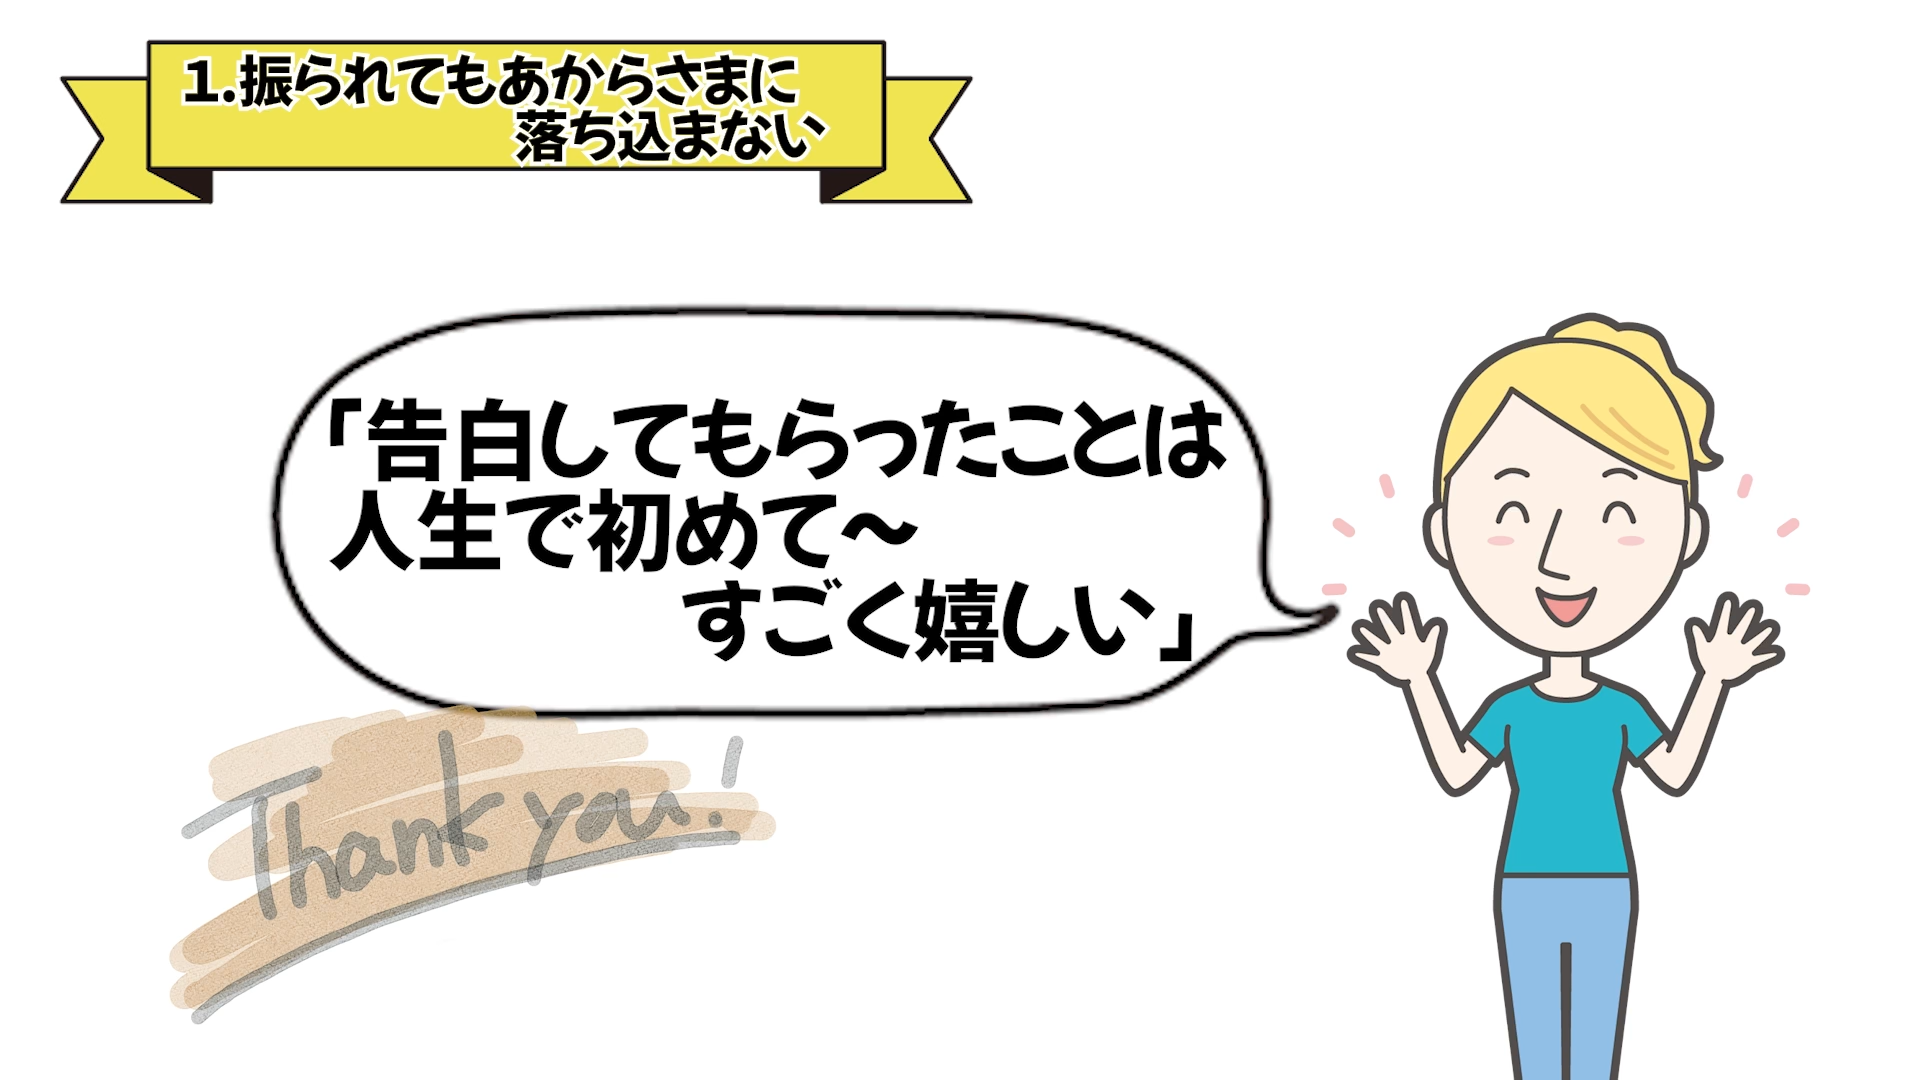 1.振られてもあからさまに
落ち込まない
「告白してもらったことは
人生で初めて～
すごく嬉しい」
Thank you!